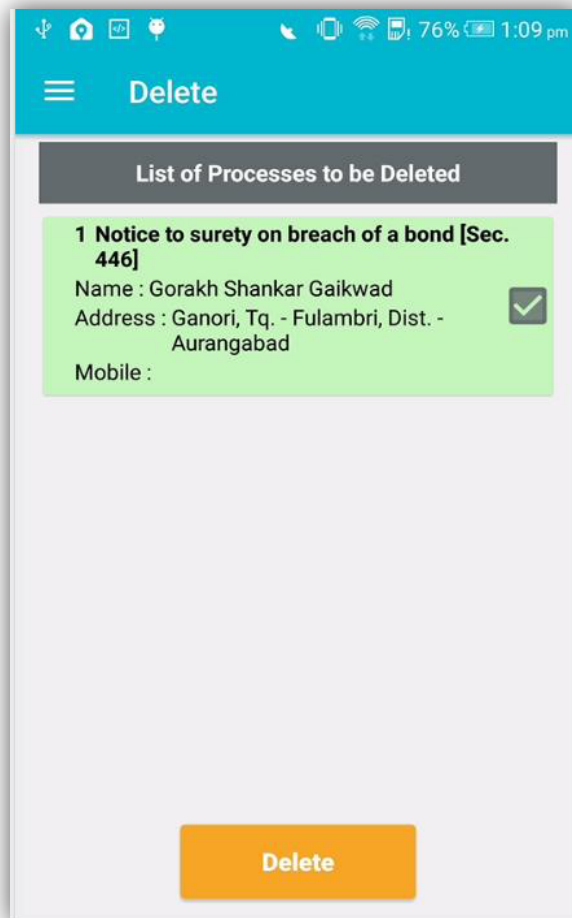 76% 1:09 pm
Delete
List of Processes to be Deleted
1 Notice to surety on breach of a bond [Sec.
446]
Name : Gorakh Shankar Gaikwad
Address : Ganori, Tq. - Fulambri, Dist. -
Aurangabad
Mobile :
Delete